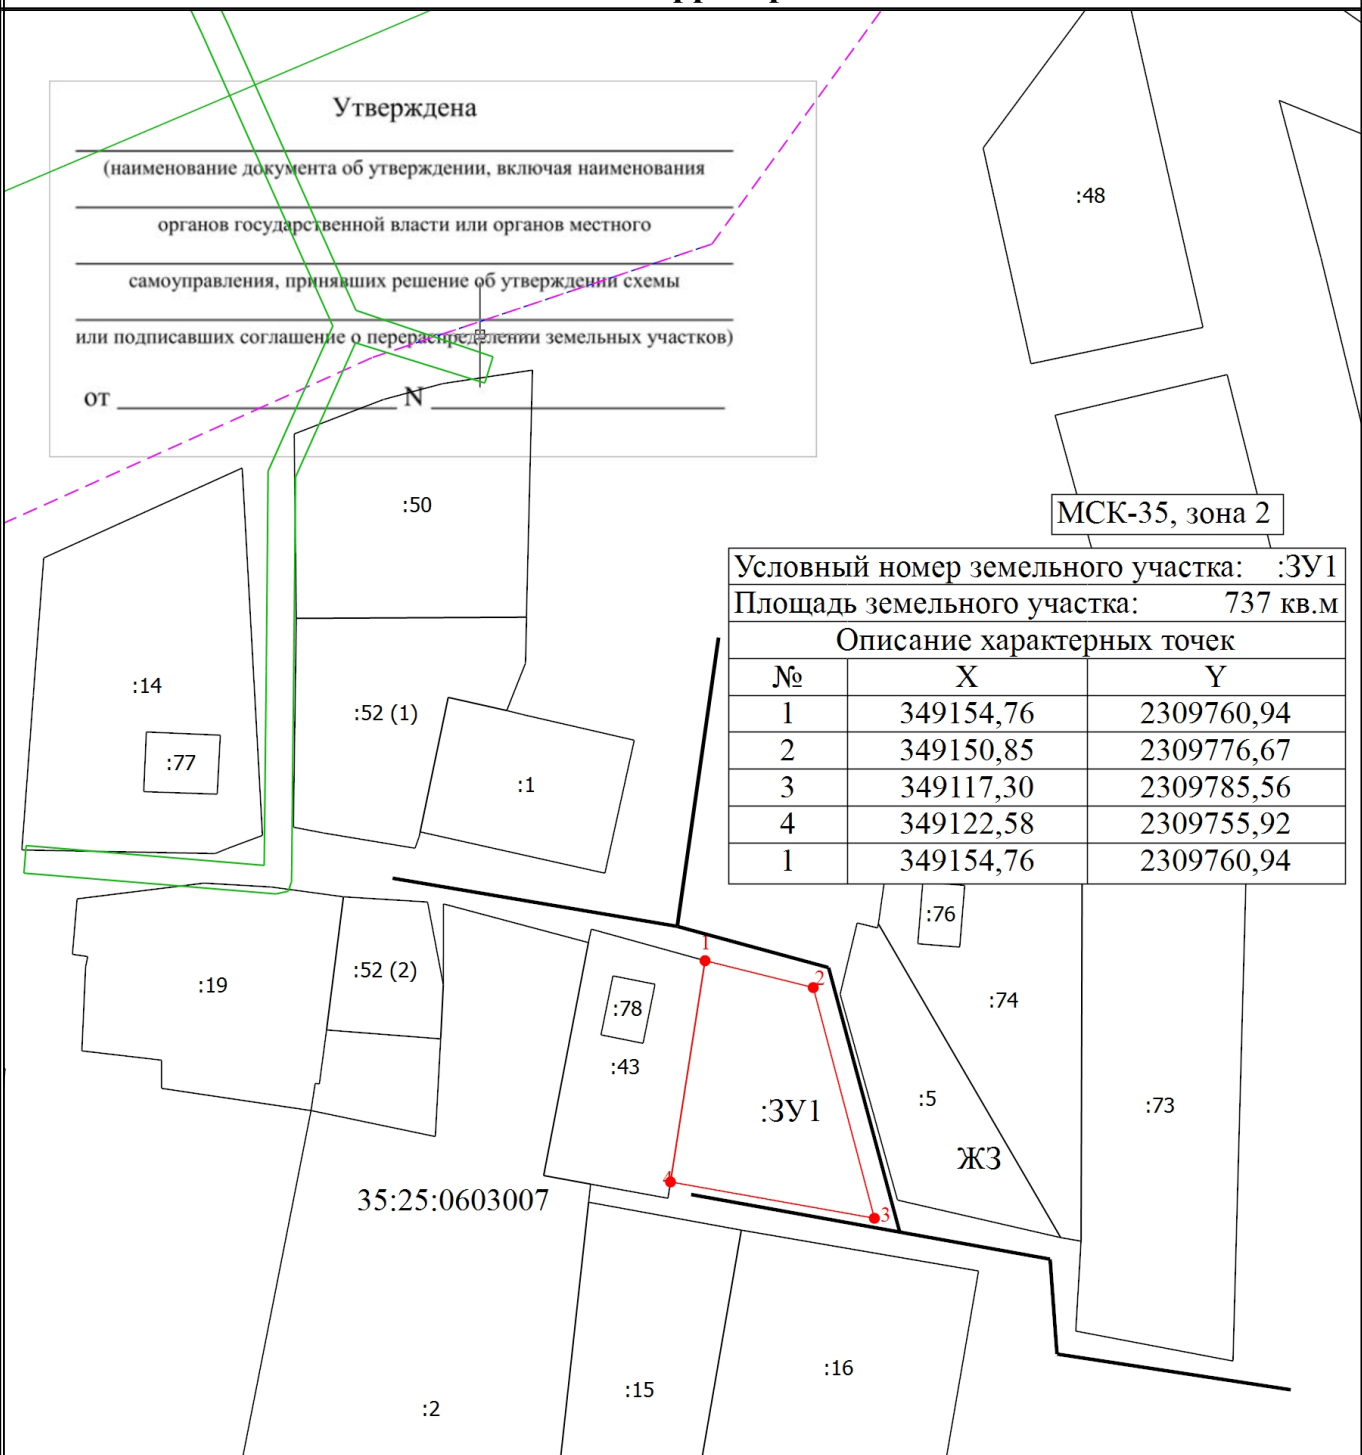 Утверждена
(наименование документа об утверждении, включая наименования
органов государственной власти или органов местного
самоуправления, принявших решение об утверждении схемы
или подписавших соглашение о перераспределении земельных участков)
от N
:48
:50
МСК-35, зона 2
Условный номер земельного участка: :ЗУ1
Площадь земельного участка: 737 кв.м
Описание характерных точек
№ X Y
1 349154,76 2309760,94
2 349150,85 2309776,67
3 349117,30 2309785,56
4 349122,58 2309755,92
1 349154,76 2309760,94
:14
:52 (1)
:77
:1
:76
1
:19
:52 (2)
2
:74
:78
:43
:5
:73
:ЗУ1
ЖЗ
4
35:25:0603007
3
:16
:15
:2